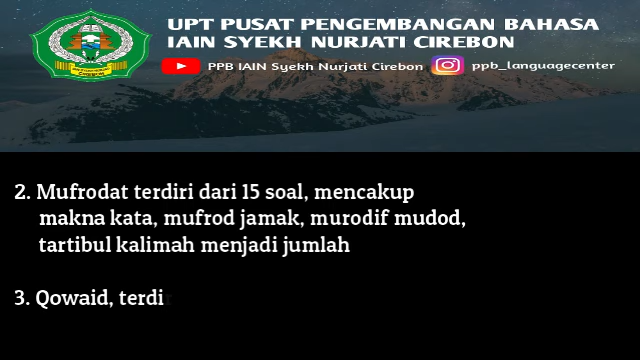 UPT PUSAT PENGEMBANGAN BAHASA
IAIN SYEKH NURJATI CIREBON
PPB IAIN Syekh Nurjati Cirebon
ppb_languagecenter
2. Mufrodat terdiri dari 15 soal, mencakup
makna kata, mufrod jamak, murodif mudod,
tartibul kalimah menjadi jumlah
3. Qowaid, terdi